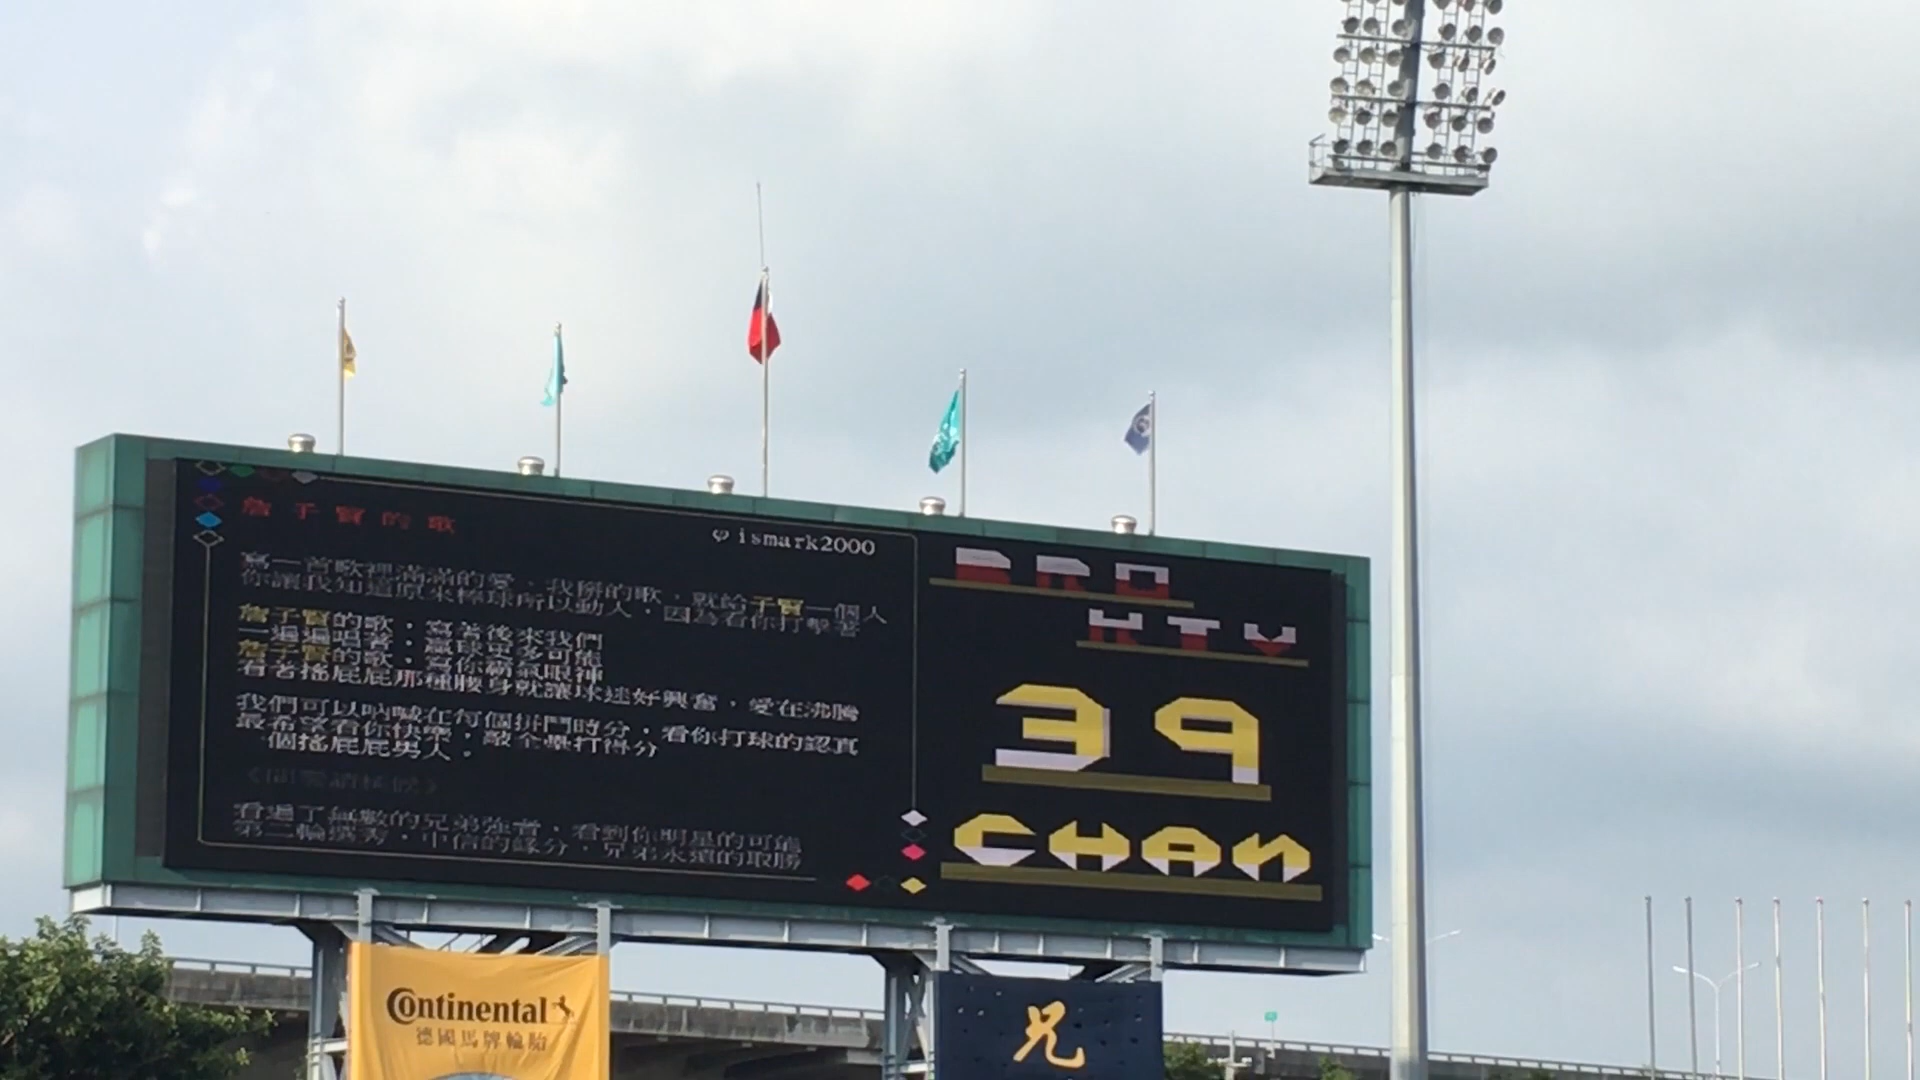 詹子賢的歌
φ ismark2000
寫一首歌裡滿滿的愛，我掰的歌，就給子賢一個人
你讓我知道原來棒球所以動人，因為看你打擊著
詹子賢的歌，寫著後來我們
一遍遍唱著，贏球更多可能
詹子賢的歌，寫你霸氣眼神
看著搖屁屁那種腰身就讓球迷好興奮，愛在沸騰
我們可以吶喊在每個拼鬥時分，看你打球的認真
最希望看你快樂，敲全壘打得分
一個搖屁屁男人。
看過了無數的兄弟強者，看到你明星的可能
第二輪選秀，中信的緣分，兄弟永遠的取勝
BRO
KTV
39
CHAN
Continental
德國馬牌輪胎
兄